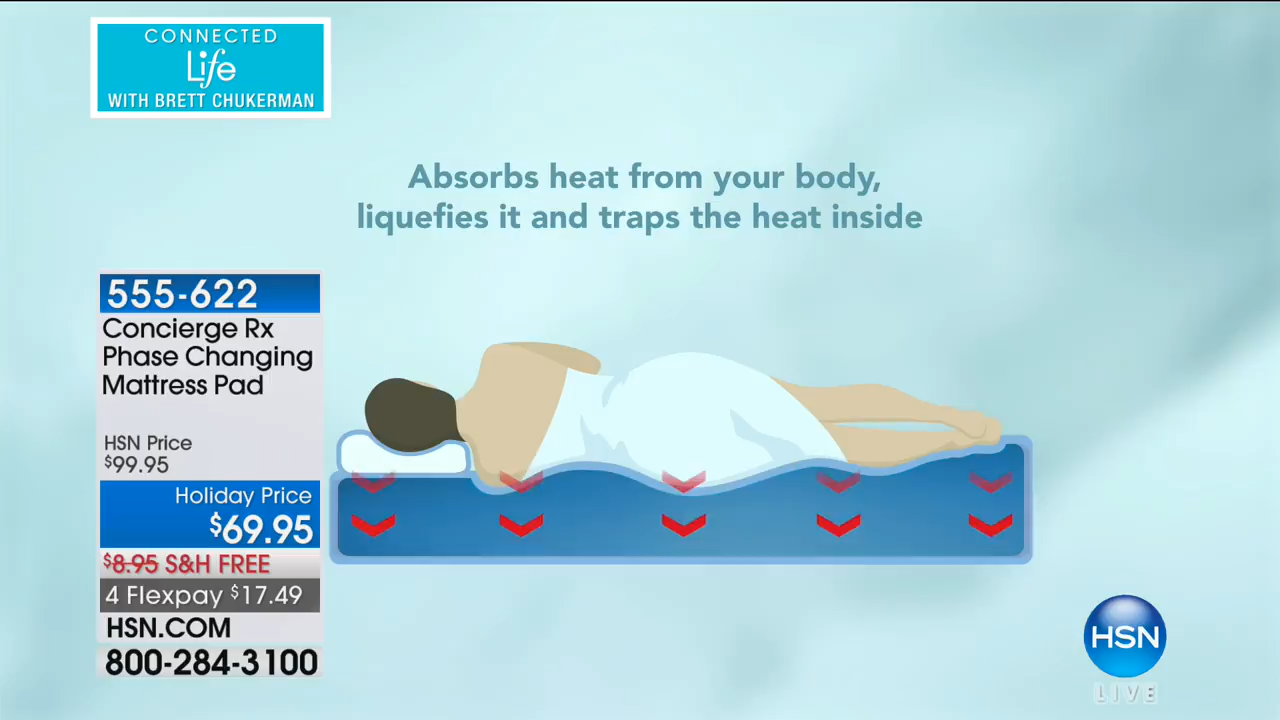 CONNECTED
Life
WITH BRETT CHUKERMAN
Absorbs heat from your body,
liquefies it and traps the heat inside
555-622
Concierge Rx
Phase Changing
Mattress Pad
HSN Price
$99.95
Holiday Price
$69.95
$8.95 S&H FREE
4 Flexpay $17.49
HSN.COM
800-284-3100
HSN
LIVE